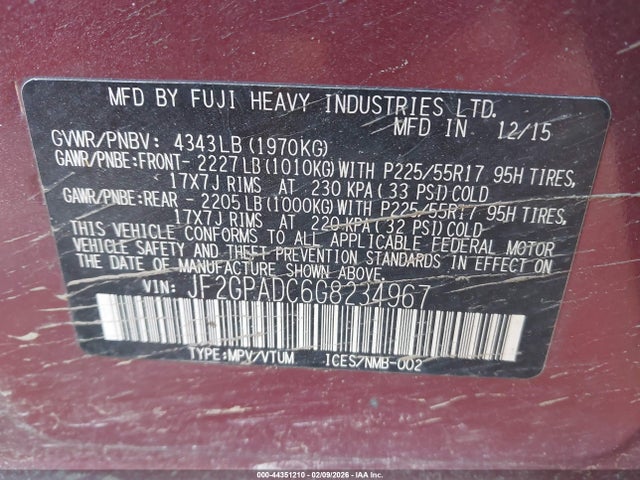 MFD BY FUJI HEAVY INDUSTRIES LTD.
MFD IN 12/15
GVWR/PNBV: 4343LB(1970KG)
GAWR/PNBE:FRONT- 2227LB(1010KG)WITH P225/55R17 95H TIRES,
17X7J RIMS AT 230 KPA(33 PSI)COLD
GAWR/PNBE:REAR - 2205LB(1000KG)WITH P225/55R17 95H TIRES,
17X7J RIMS AT 220 KPA(32 PSI)COLD
THIS VEHICLE CONFORMS TO ALL APPLICABLE FEDERAL MOTOR
VEHICLE SAFETY AND THEFT PREVENTION STANDARDS IN EFFECT
ON THE DATE OF MANUFACTURE SHOWN ABOVE.
VIN: JF2GPADC6G8234967
TYPE:MPV/VTUM ICES/NMB-002
000-44351210 - 02/09/2026 - IAA Inc.